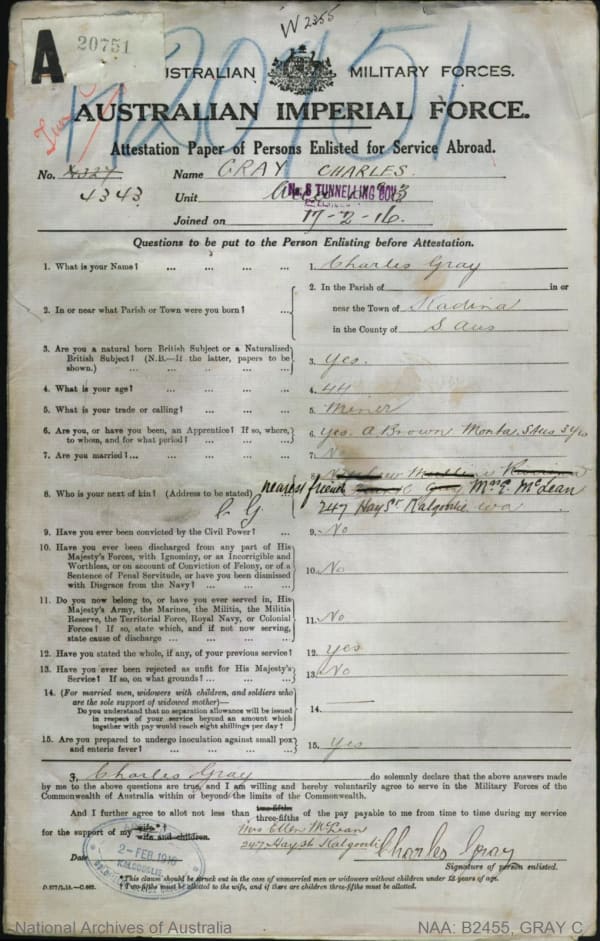 W2355
A
20751
N20751
AUSTRALIAN MILITARY FORCES.
AUSTRALIAN IMPERIAL FORCE.
Attestation Paper of Persons Enlisted for Service Abroad.
No. 4327 Name GRAY CHARLES.
4343 Unit No. 6 TUNNELLING COY
Joined on 17-2-16.
Questions to be put to the Person Enlisting before Attestation.
1. What is your Name? ... ... ... ... 1. Charles Gray
2. In or near what Parish or Town were you born? ... 2. In the Parish of in or
near the Town of Kadina
in the County of S Aus
3. Are you a natural born British Subject or a Naturalized
British Subject? (N.B.—If the latter, papers to be
shown.) ... ... ... ... ... 3. Yes.
4. What is your age? ... ... ... ... 4. 44
5. What is your trade or calling? ... ... ... 5. Miner
6. Are you, or have you been, an Apprentice? If so, where,
to whom, and for what period? ... ... ... 6. Yes. A Brown Moonta S Aus 3 Yrs
7. Are you married? ... ... ... ... 7. No
8. Who is your next of kin? (Address to be stated) 8.
nearest friend Mrs E. McLean
C G 247 Hay St Kalgoorlie WA
9. Have you ever been convicted by the Civil Power? ... 9. No
10. Have you ever been discharged from any part of His
Majesty's Forces, with Ignominy, or as Incorrigible and
Worthless, or on account of Conviction of Felony, or of a
Sentence of Penal Servitude, or have you been dismissed
with Disgrace from the Navy? ... ... ... 10. No
11. Do you now belong to, or have you ever served in, His
Majesty's Army, the Marines, the Militia, the Militia
Reserve, the Territorial Force, Royal Navy, or Colonial
Forces? If so, state which, and if not now serving,
state cause of discharge ... ... ... ... 11. No
12. Have you stated the whole, if any, of your previous service? 12. Yes
13. Have you ever been rejected as unfit for His Majesty's
Service? If so, on what grounds? ... ... ... 13. No
14. (For married men, widowers with children, and soldiers who
are the sole support of widowed mother)—
Do you understand that no separation allowance will be issued
in respect of your service beyond an amount which
together with pay would reach eight shillings per day? 14. —
15. Are you prepared to undergo inoculation against small pox
and enteric fever? ... ... ... ... 15. Yes
I, Charles Gray do solemnly declare that the above answers made
by me to the above questions are true, and I am willing and hereby voluntarily agree to serve in the Military Forces of the
Commonwealth of Australia within or beyond the limits of the Commonwealth.
And I further agree to allot not less than two-fifths three-fifths of the pay payable to me from time to time during my service
for the support of my wife* wife and children. Mrs Ellen McLean
247 Hay St Kalgoorlie
2-FEB 1916
KALGOORLIE
Date Charles Gray
Signature of person enlisted.
*This clause should be struck out in the case of unmarried men or widowers without children under 18 years of age.
† Two-fifths must be allotted to the wife, and if there are children three-fifths must be allotted.
National Archives of Australia NAA: B2455, GRAY C